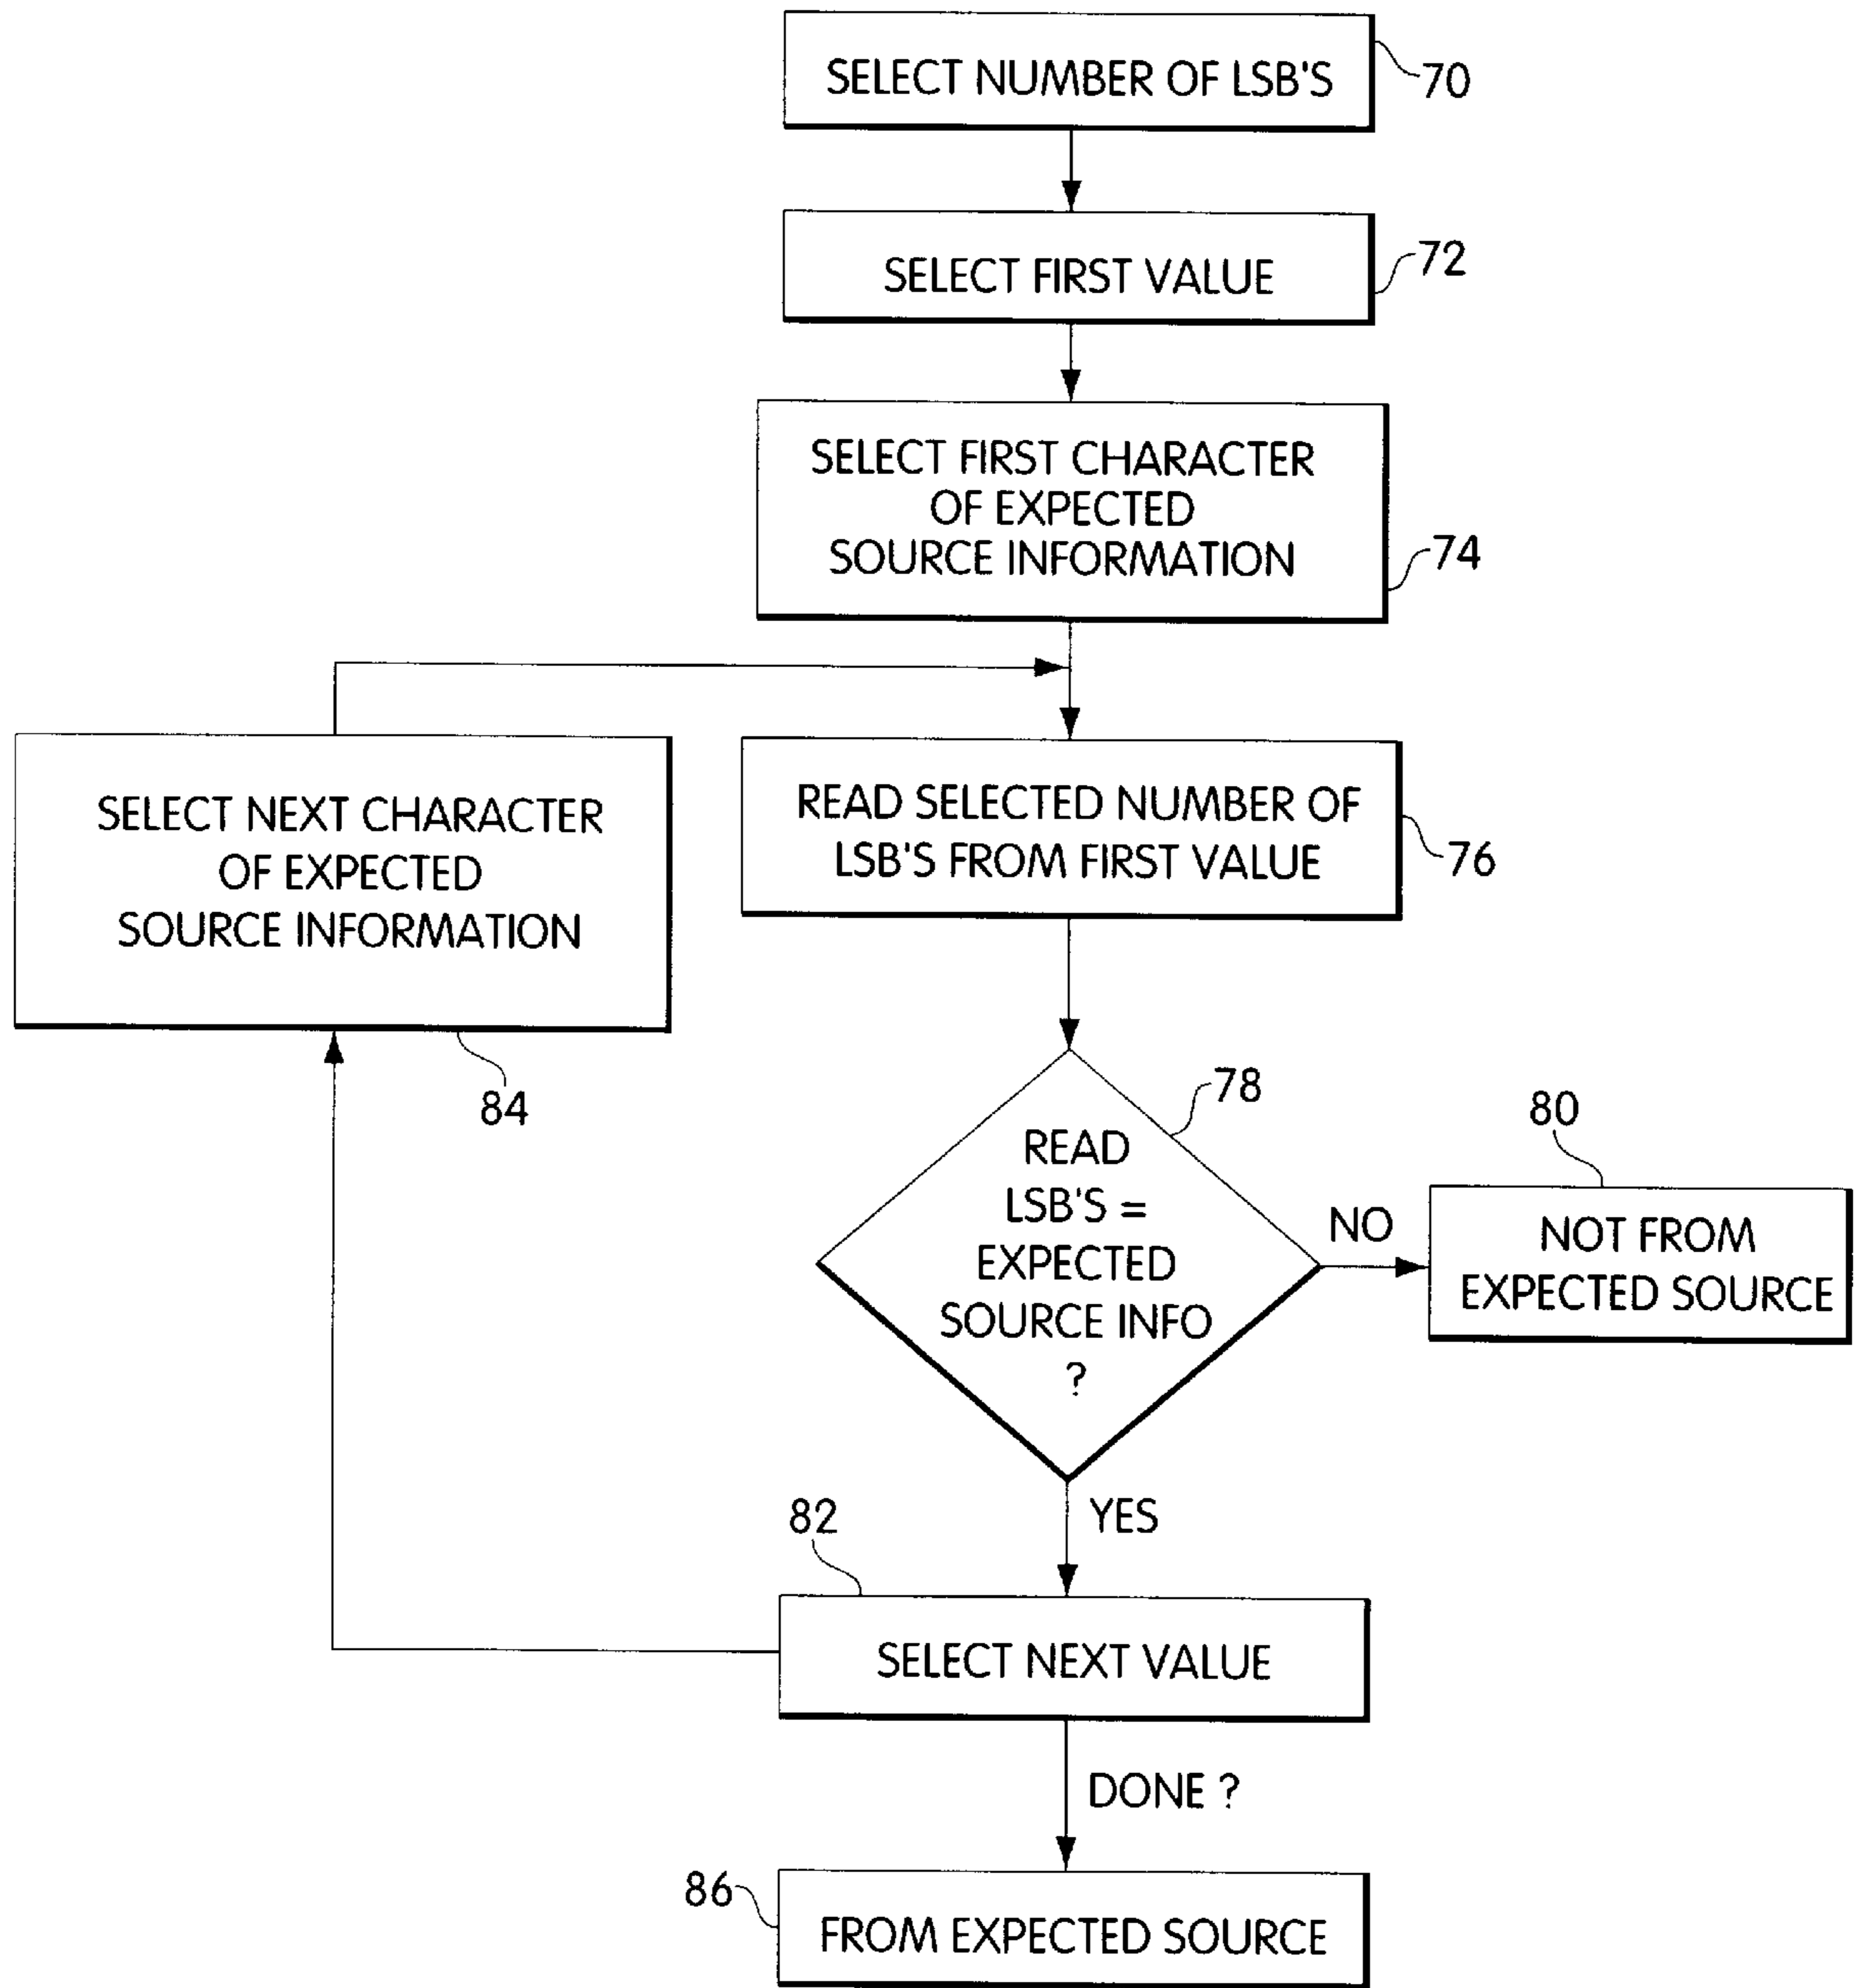 SELECT NUMBER OF LSB'S
70
SELECT FIRST VALUE
72
SELECT FIRST CHARACTER
OF EXPECTED
SOURCE INFORMATION
74
READ SELECTED NUMBER OF
LSB'S FROM FIRST VALUE
76
SELECT NEXT CHARACTER
OF EXPECTED
SOURCE INFORMATION
84
READ
LSB'S =
EXPECTED
SOURCE INFO
?
78
NO
80
NOT FROM
EXPECTED SOURCE
YES
82
SELECT NEXT VALUE
DONE ?
86
FROM EXPECTED SOURCE